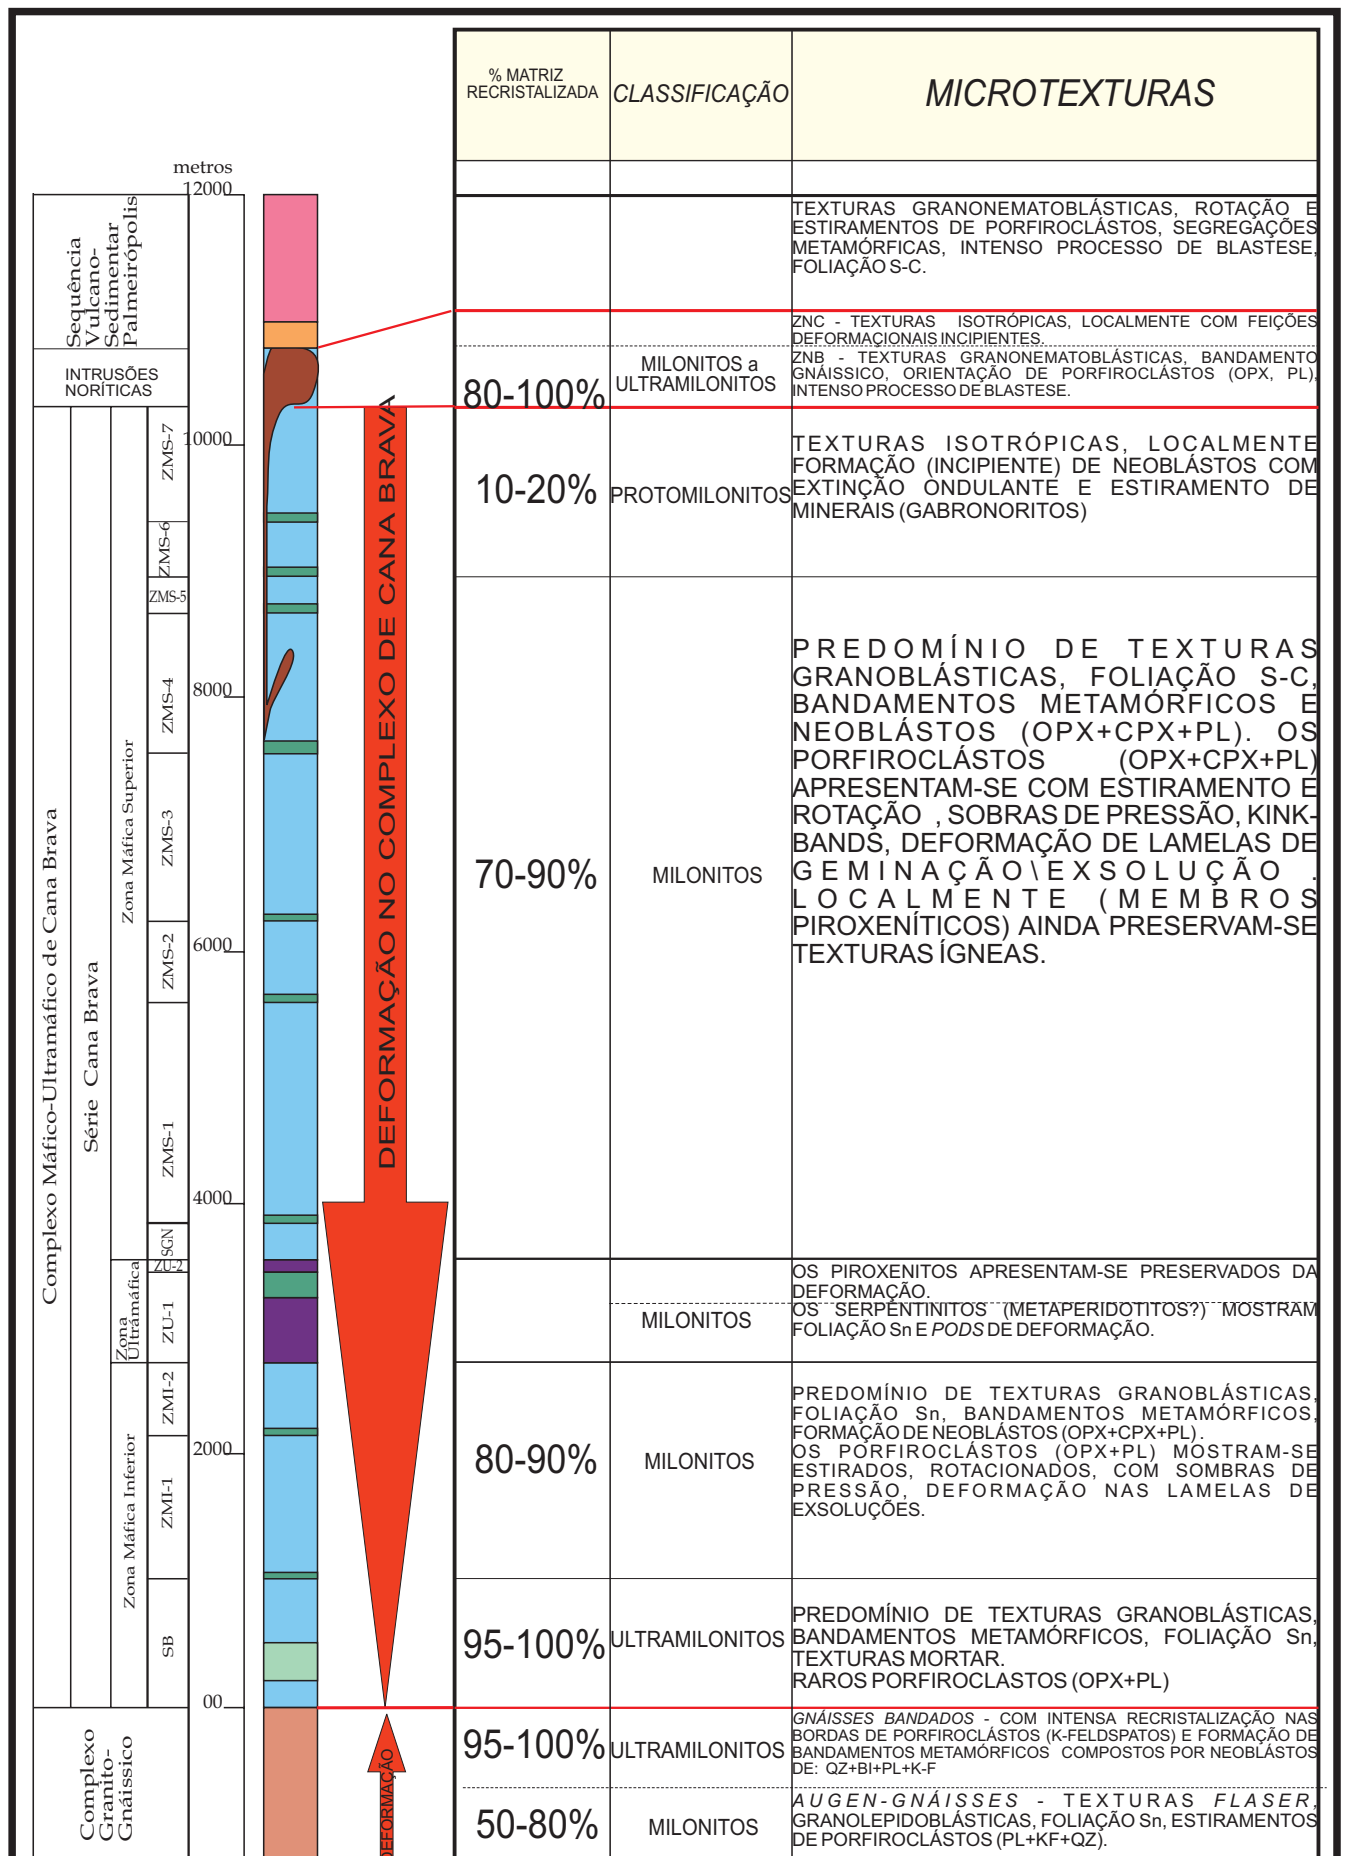 % MATRIZ
RECRISTALIZADA
CLASSIFICAÇÃO
MICROTEXTURAS
metros
12000
10000
8000
6000
4000
2000
00
Sequência
Vulcano-
Sedimentar
Palmeirópolis
INTRUSÕES
NORÍTICAS
Complexo Máfico-Ultramáfico de Cana Brava
Série Cana Brava
Zona Máfica Superior
ZMS-7
ZMS-6
ZMS-5
ZMS-4
ZMS-3
ZMS-2
ZMS-1
SGN
Zona
Ultrámáfica
ZU-2
ZU-1
Zona Máfica Inferior
ZMI-2
ZMI-1
SB
Complexo
Granito-
Gnáissico
DEFORMAÇÃO NO COMPLEXO DE CANA BRAVA
DEFORMAÇÃO
TEXTURAS GRANONEMATOBLÁSTICAS, ROTAÇÃO E
ESTIRAMENTOS DE PORFIROCLÁSTOS, SEGREGAÇÕES
METAMÓRFICAS, INTENSO PROCESSO DE BLASTESE,
FOLIAÇÃO S-C.
ZNC - TEXTURAS ISOTRÓPICAS, LOCALMENTE COM FEIÇÕES
DEFORMACIONAIS INCIPIENTES.
80-100%
MILONITOS a
ULTRAMILONITOS
ZNB - TEXTURAS GRANONEMATOBLÁSTICAS, BANDAMENTO
GNÁISSICO, ORIENTAÇÃO DE PORFIROCLÁSTOS (OPX, PL),
INTENSO PROCESSO DE BLASTESE.
10-20%
PROTOMILONITOS
TEXTURAS ISOTRÓPICAS, LOCALMENTE
FORMAÇÃO (INCIPIENTE) DE NEOBLÁSTOS COM
EXTINÇÃO ONDULANTE E ESTIRAMENTO DE
MINERAIS (GABRONORITOS)
70-90%
MILONITOS
PREDOMÍNIO DE TEXTURAS
GRANOBLÁSTICAS, FOLIAÇÃO S-C,
BANDAMENTOS METAMÓRFICOS E
NEOBLÁSTOS (OPX+CPX+PL). OS
PORFIROCLÁSTOS (OPX+CPX+PL)
APRESENTAM-SE COM ESTIRAMENTO E
ROTAÇÃO , SOBRAS DE PRESSÃO, KINK-
BANDS, DEFORMAÇÃO DE LAMELAS DE
GEMINAÇÃO\EXSOLUÇÃO .
LOCALMENTE (MEMBROS
PIROXENÍTICOS) AINDA PRESERVAM-SE
TEXTURAS ÍGNEAS.
OS PIROXENITOS APRESENTAM-SE PRESERVADOS DA
DEFORMAÇÃO.
MILONITOS
OS SERPENTINITOS (METAPERIDOTITOS?) MOSTRAM
FOLIAÇÃO Sn E PODS DE DEFORMAÇÃO.
80-90%
MILONITOS
PREDOMÍNIO DE TEXTURAS GRANOBLÁSTICAS,
FOLIAÇÃO Sn, BANDAMENTOS METAMÓRFICOS,
FORMAÇÃO DE NEOBLÁSTOS (OPX+CPX+PL) .
OS PORFIROCLÁSTOS (OPX+PL) MOSTRAM-SE
ESTIRADOS, ROTACIONADOS, COM SOMBRAS DE
PRESSÃO, DEFORMAÇÃO NAS LAMELAS DE
EXSOLUÇÕES.
95-100%
ULTRAMILONITOS
PREDOMÍNIO DE TEXTURAS GRANOBLÁSTICAS,
BANDAMENTOS METAMÓRFICOS, FOLIAÇÃO Sn,
TEXTURAS MORTAR.
RAROS PORFIROCLASTOS (OPX+PL)
95-100%
ULTRAMILONITOS
GNÁISSES BANDADOS - COM INTENSA RECRISTALIZAÇÃO NAS
BORDAS DE PORFIROCLÁSTOS (K-FELDSPATOS) E FORMAÇÃO DE
BANDAMENTOS METAMÓRFICOS COMPOSTOS POR NEOBLÁSTOS
DE: QZ+BI+PL+K-F
50-80%
MILONITOS
AUGEN-GNÁISSES - TEXTURAS FLASER,
GRANOLEPIDOBLÁSTICAS, FOLIAÇÃO Sn, ESTIRAMENTOS
DE PORFIROCLÁSTOS (PL+KF+QZ).